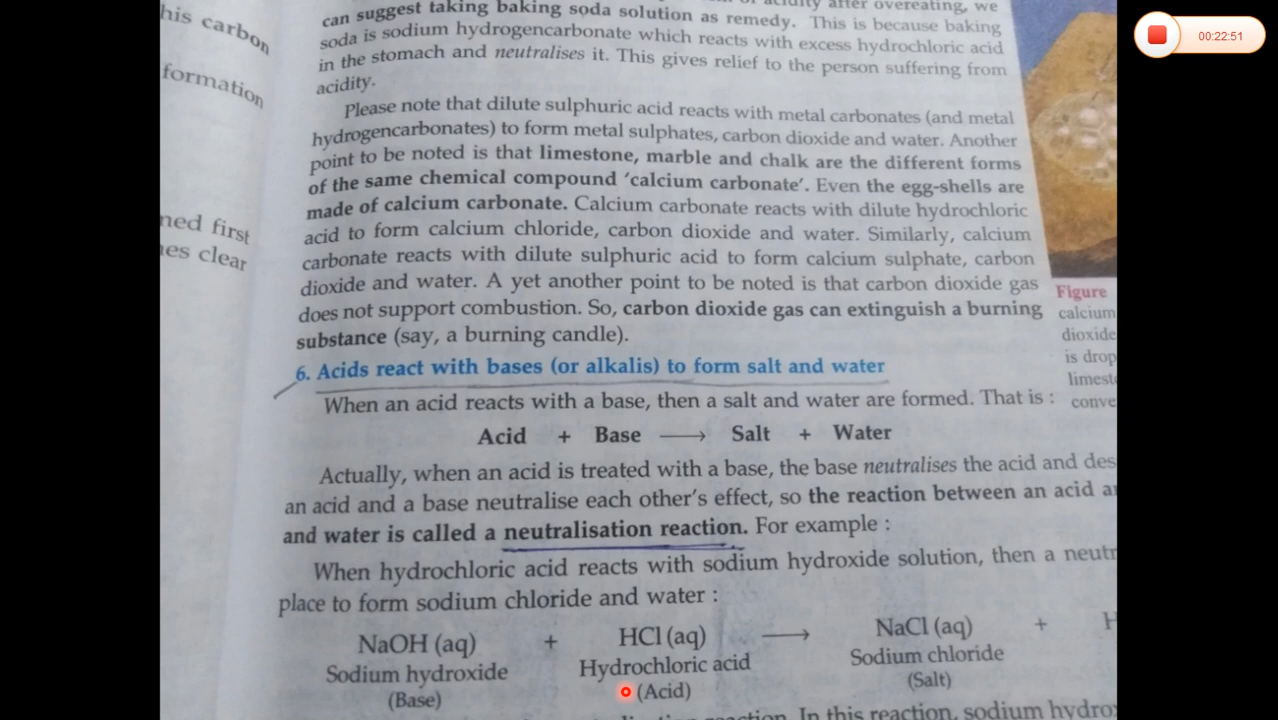 his carbon
formation
ned first
es clear
acidity after overeating, we
can suggest taking baking soda solution as remedy. This is because baking
soda is sodium hydrogencarbonate which reacts with excess hydrochloric acid
in the stomach and neutralises it. This gives relief to the person suffering from
acidity.
Please note that dilute sulphuric acid reacts with metal carbonates (and metal
hydrogencarbonates) to form metal sulphates, carbon dioxide and water. Another
point to be noted is that limestone, marble and chalk are the different forms
of the same chemical compound ‘calcium carbonate’. Even the egg-shells are
made of calcium carbonate. Calcium carbonate reacts with dilute hydrochloric
acid to form calcium chloride, carbon dioxide and water. Similarly, calcium
carbonate reacts with dilute sulphuric acid to form calcium sulphate, carbon
dioxide and water. A yet another point to be noted is that carbon dioxide gas
does not support combustion. So, carbon dioxide gas can extinguish a burning
substance (say, a burning candle).
6. Acids react with bases (or alkalis) to form salt and water
When an acid reacts with a base, then a salt and water are formed. That is :
Acid + Base ⟶ Salt + Water
Actually, when an acid is treated with a base, the base neutralises the acid and des
an acid and a base neutralise each other’s effect, so the reaction between an acid a
and water is called a neutralisation reaction. For example :
When hydrochloric acid reacts with sodium hydroxide solution, then a neutr
place to form sodium chloride and water :
NaOH (aq) + HCl (aq) ⟶ NaCl (aq) + H
Sodium hydroxide Hydrochloric acid Sodium chloride
(Base) (Acid) (Salt)
reaction. In this reaction, sodium hydro
Figure
calcium
dioxide
is drop
limest
conve
00:22:51